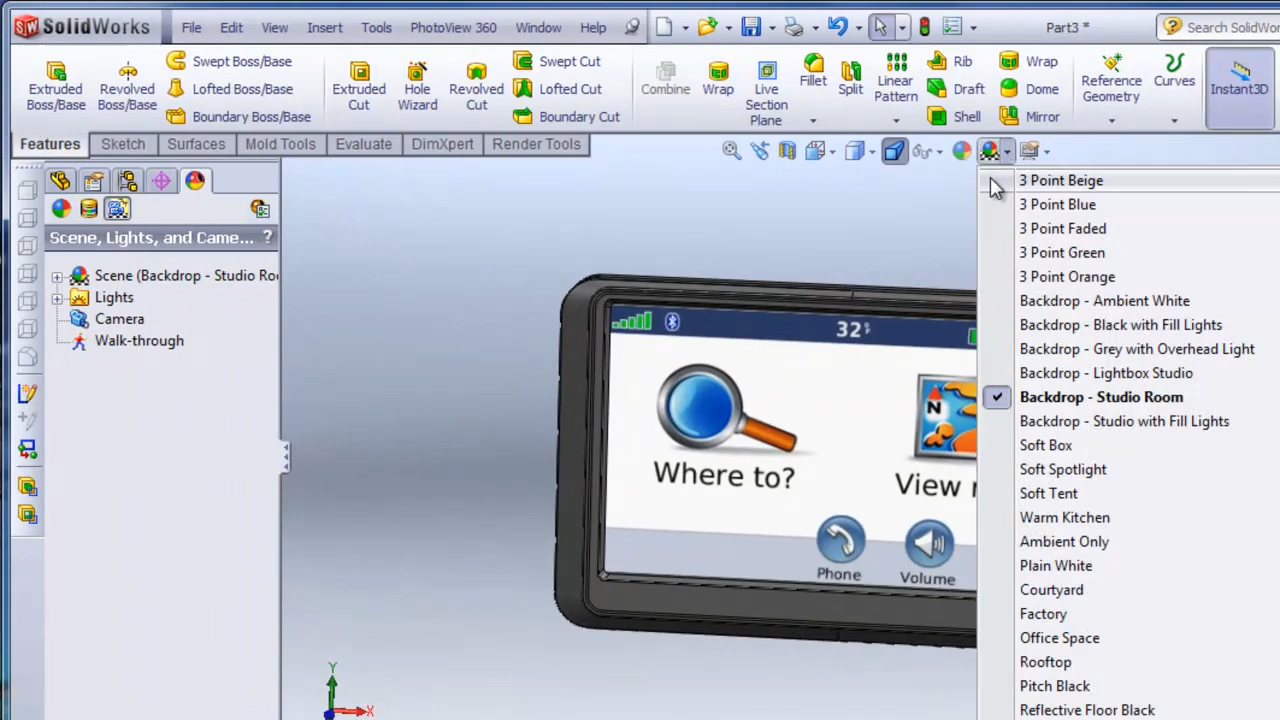 SolidWorks File Edit View Insert Tools PhotoView 360 Window Help Part3 * Search SolidWor
Extruded Boss/Base
Revolved Boss/Base
Swept Boss/Base
Lofted Boss/Base
Boundary Boss/Base
Extruded Cut
Hole Wizard
Revolved Cut
Swept Cut
Lofted Cut
Boundary Cut
Combine
Wrap
Live Section Plane
Fillet
Split
Linear Pattern
Rib
Draft
Shell
Wrap
Dome
Mirror
Reference Geometry
Curves
Instant3D
Features Sketch Surfaces Mold Tools Evaluate DimXpert Render Tools
Scene, Lights, and Came... ?
Scene (Backdrop - Studio Roo
Lights
Camera
Walk-through
32°F
Where to?
View
Phone
Volume
N
Y
X
3 Point Beige
3 Point Blue
3 Point Faded
3 Point Green
3 Point Orange
Backdrop - Ambient White
Backdrop - Black with Fill Lights
Backdrop - Grey with Overhead Light
Backdrop - Lightbox Studio
Backdrop - Studio Room
Backdrop - Studio with Fill Lights
Soft Box
Soft Spotlight
Soft Tent
Warm Kitchen
Ambient Only
Plain White
Courtyard
Factory
Office Space
Rooftop
Pitch Black
Reflective Floor Black